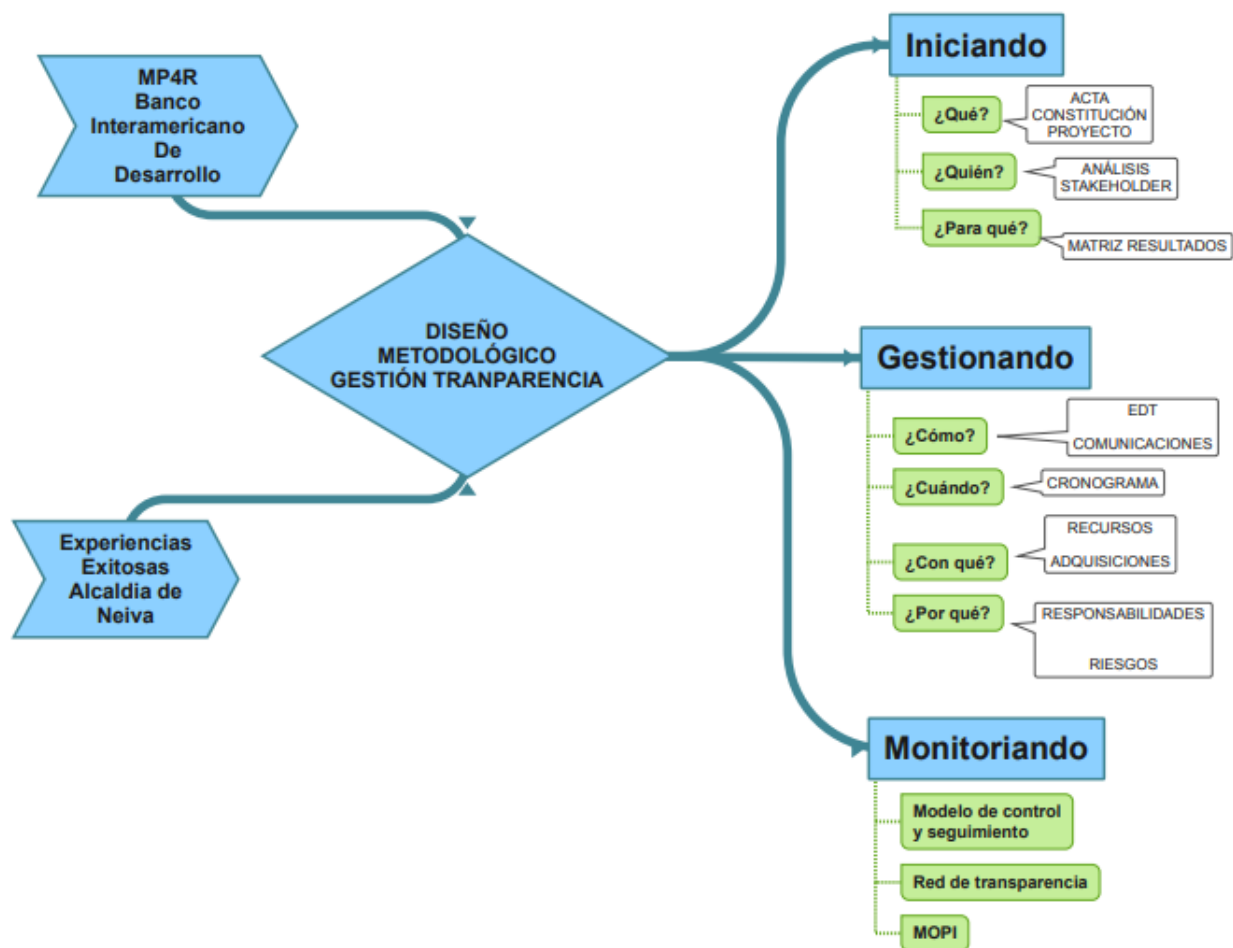 MP4R
Banco
Interamericano
De
Desarrollo
Experiencias
Exitosas
Alcaldia de
Neiva
DISEÑO
METODOLÓGICO
GESTIÓN TRANPARENCIA
Iniciando
¿Qué?
ACTA
CONSTITUCIÓN
PROYECTO
¿Quién?
ANÁLISIS
STAKEHOLDER
¿Para qué?
MATRIZ RESULTADOS
Gestionando
¿Cómo?
EDT
COMUNICACIONES
¿Cuándo?
CRONOGRAMA
¿Con qué?
RECURSOS
ADQUISICIONES
¿Por qué?
RESPONSABILIDADES
RIESGOS
Monitoriando
Modelo de control
y seguimiento
Red de transparencia
MOPI